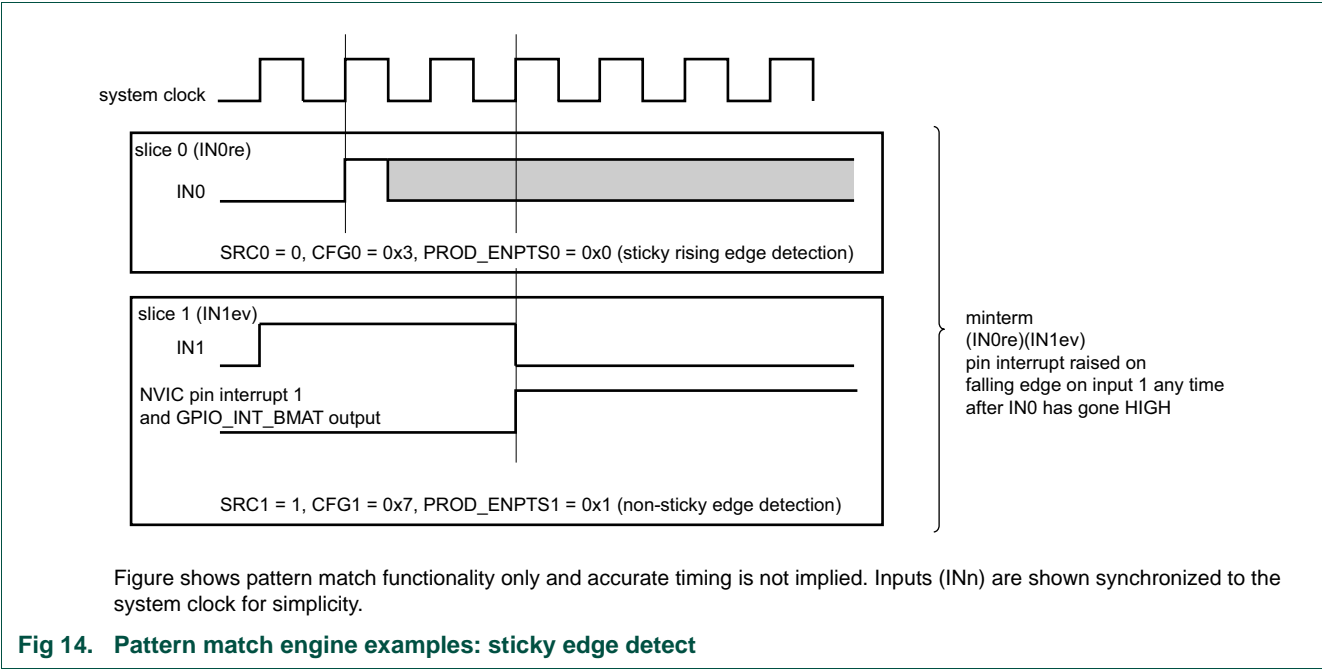 system clock
slice 0 (IN0re)
IN0
SRC0 = 0, CFG0 = 0x3, PROD_ENPTS0 = 0x0 (sticky rising edge detection)
slice 1 (IN1ev)
IN1
NVIC pin interrupt 1
and GPIO_INT_BMAT output
SRC1 = 1, CFG1 = 0x7, PROD_ENPTS1 = 0x1 (non-sticky edge detection)
minterm
(IN0re)(IN1ev)
pin interrupt raised on
falling edge on input 1 any time
after IN0 has gone HIGH
Figure shows pattern match functionality only and accurate timing is not implied. Inputs (INn) are shown synchronized to the
system clock for simplicity.
Fig 14. Pattern match engine examples: sticky edge detect